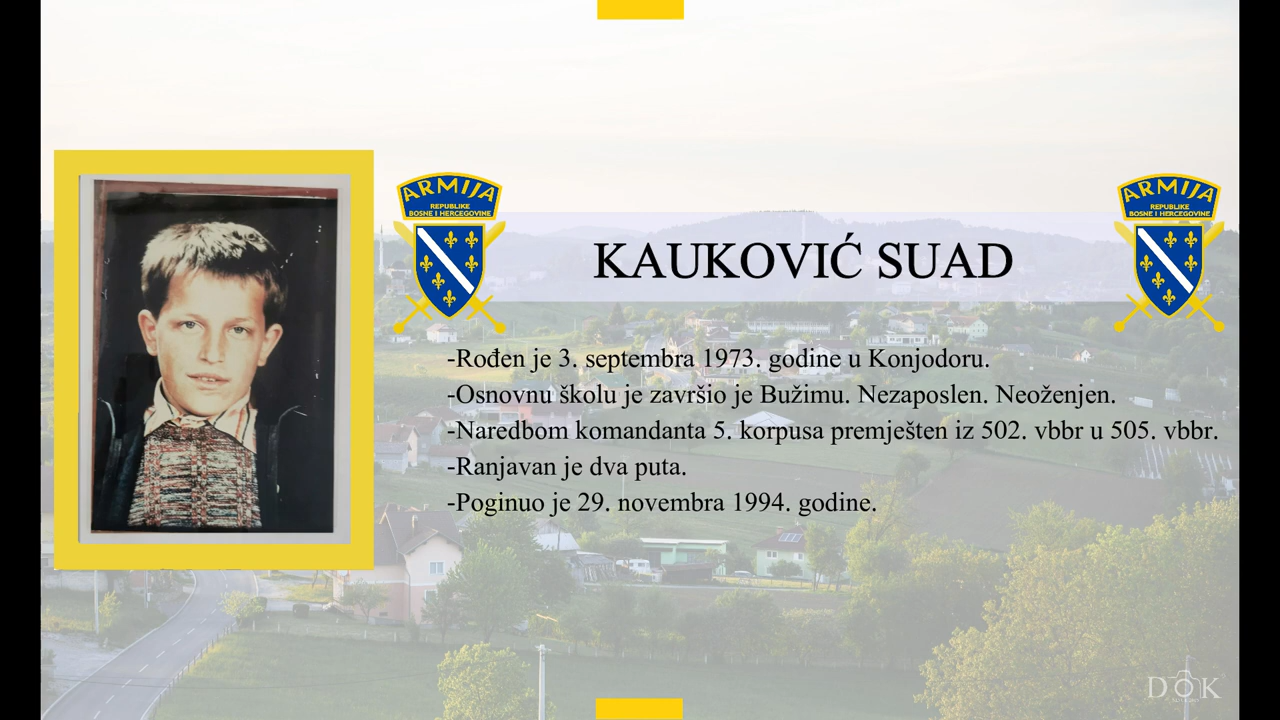 ARMIJA
REPUBLIKE
BOSNE I HERCEGOVINE
ARMIJA
REPUBLIKE
BOSNE I HERCEGOVINE
KAUKOVIĆ SUAD
-Rođen je 3. septembra 1973. godine u Konjodoru.
-Osnovnu školu je završio je Bužimu. Nezaposlen. Neoženjen.
-Naredbom komandanta 5. korpusa premješten iz 502. vbbr u 505. vbbr.
-Ranjavan je dva puta.
-Poginuo je 29. novembra 1994. godine.
DOK